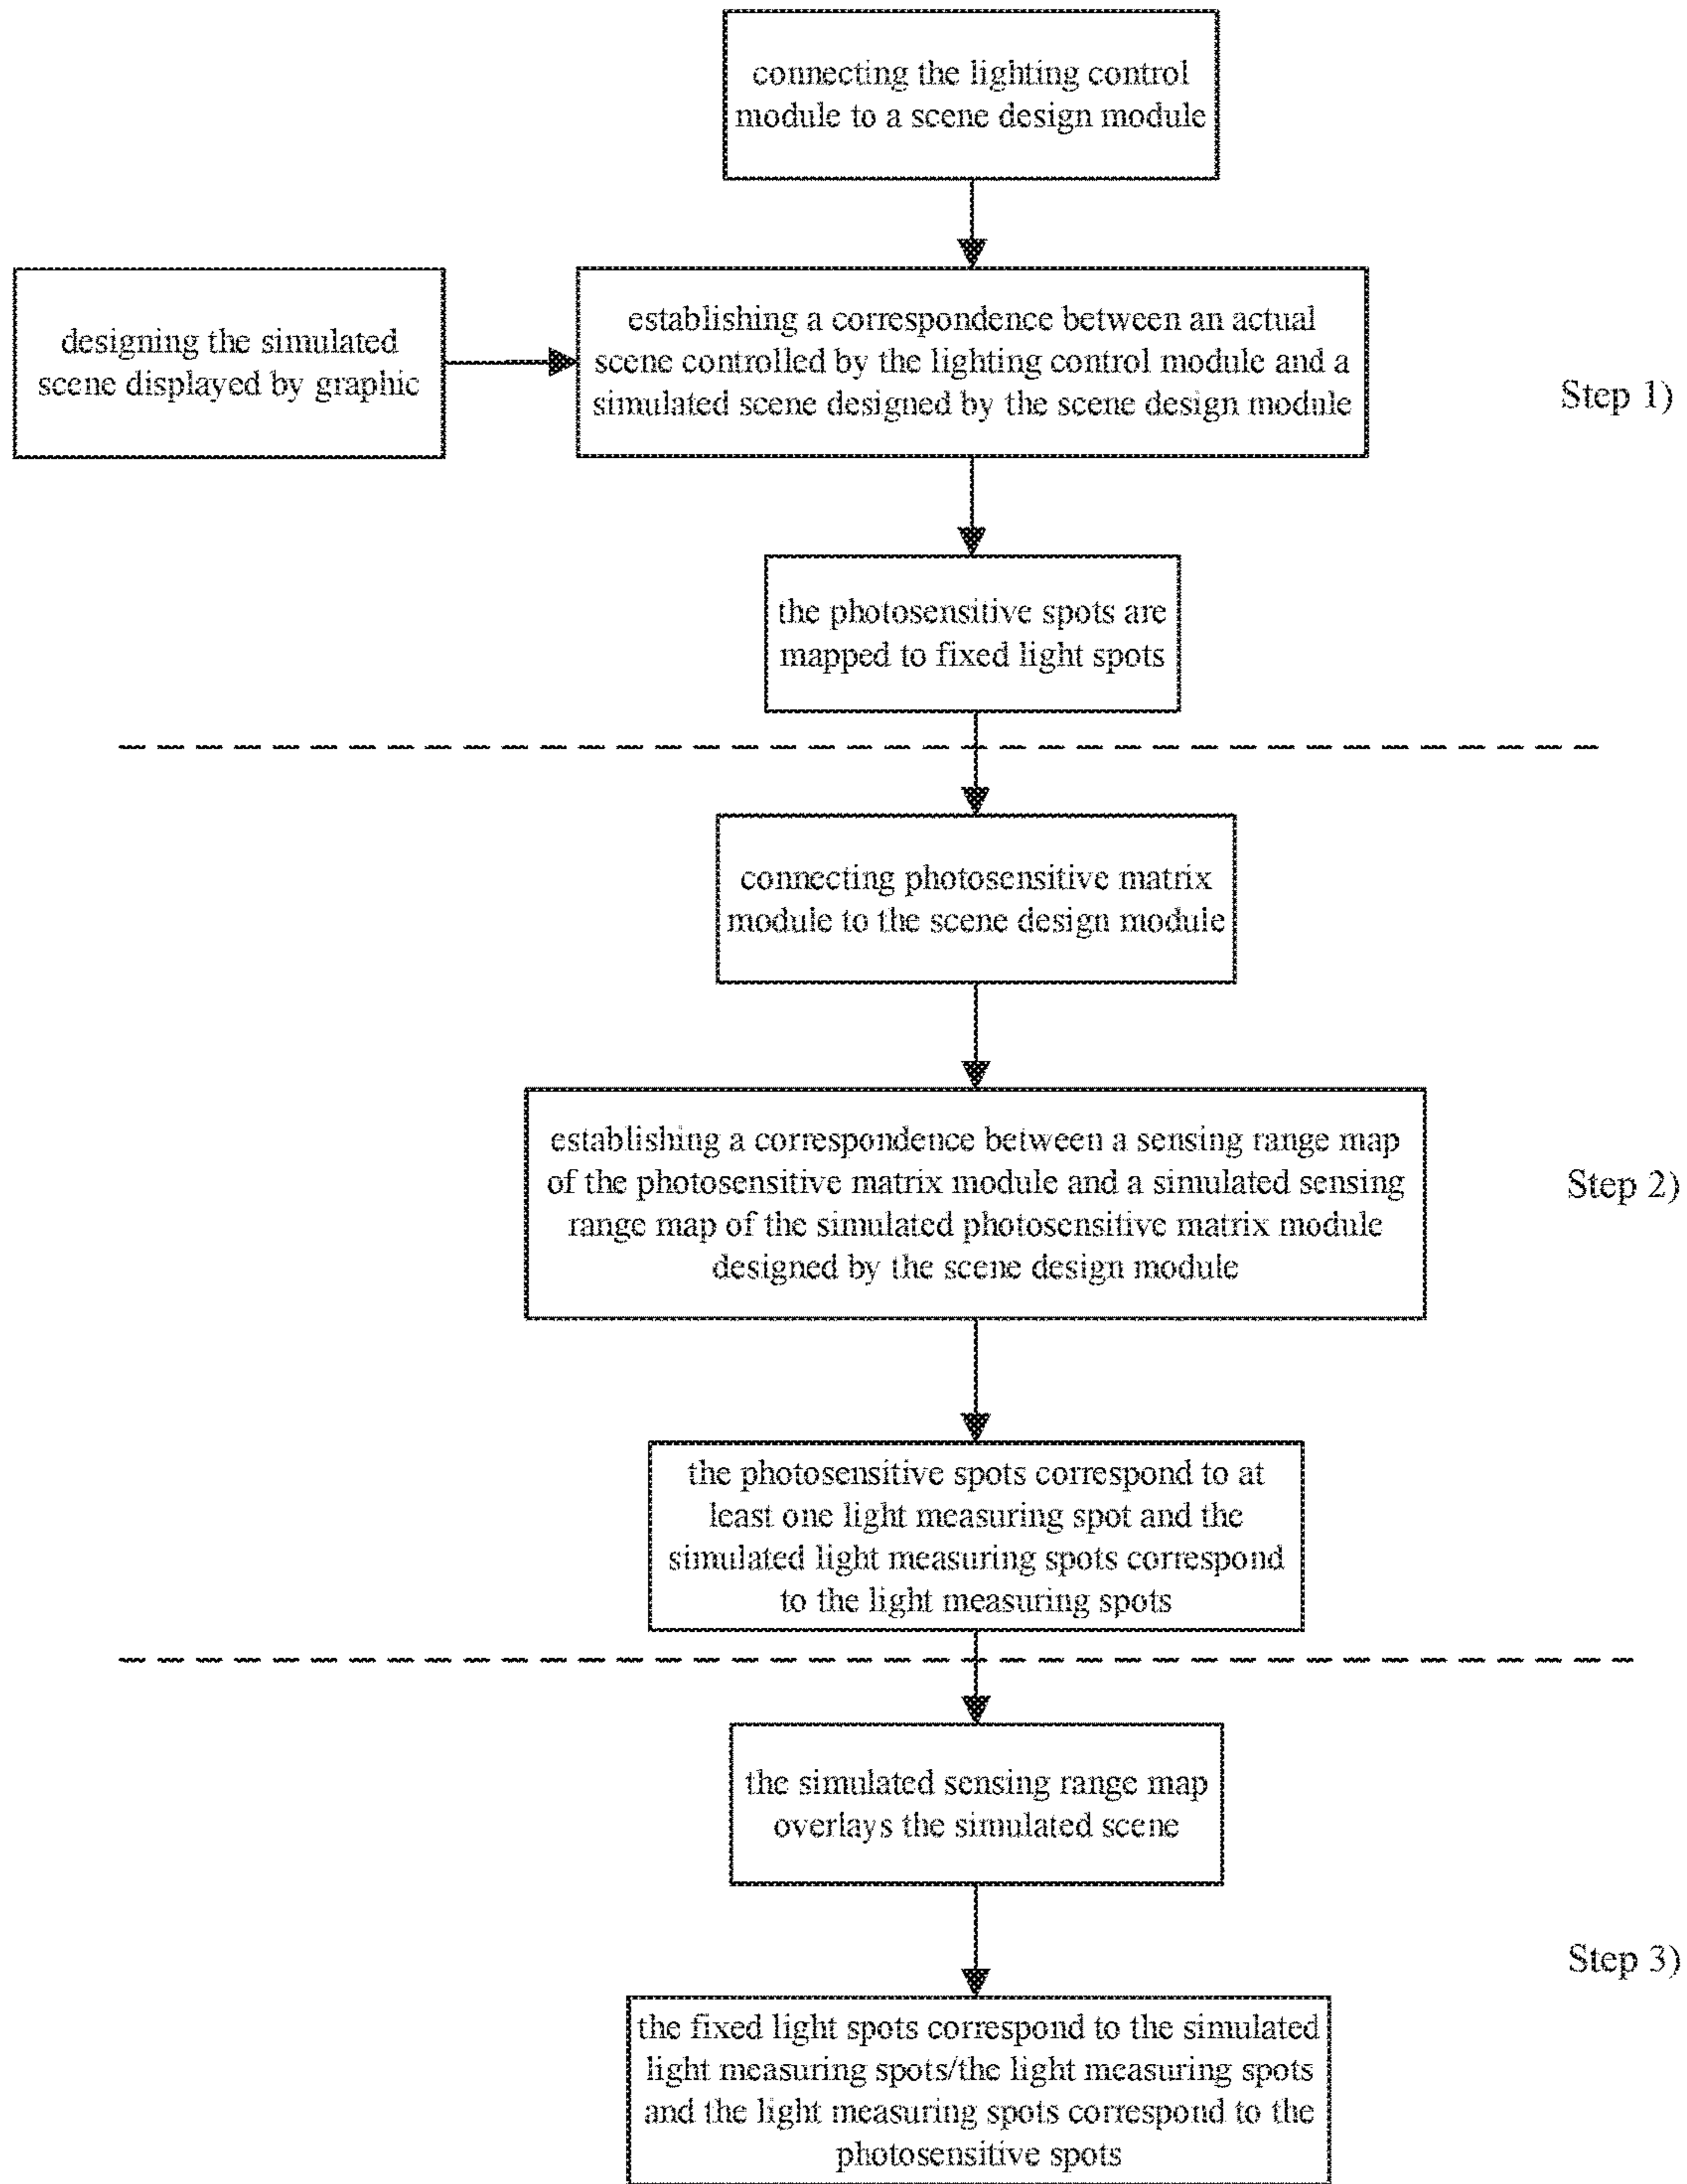 connecting the lighting control
module to a scene design module
designing the simulated
scene displayed by graphic
establishing a correspondence between an actual
scene controlled by the lighting control module and a
simulated scene designed by the scene design module
Step 1)
the photosensitive spots are
mapped to fixed light spots
connecting photosensitive matrix
module to the scene design module
establishing a correspondence between a sensing range map
of the photosensitive matrix module and a simulated sensing
range map of the simulated photosensitive matrix module
designed by the scene design module
Step 2)
the photosensitive spots correspond to at
least one light measuring spot and the
simulated light measuring spots correspond
to the light measuring spots
the simulated sensing range map
overlays the simulated scene
Step 3)
the fixed light spots correspond to the simulated
light measuring spots/the light measuring spots
and the light measuring spots correspond to the
photosensitive spots